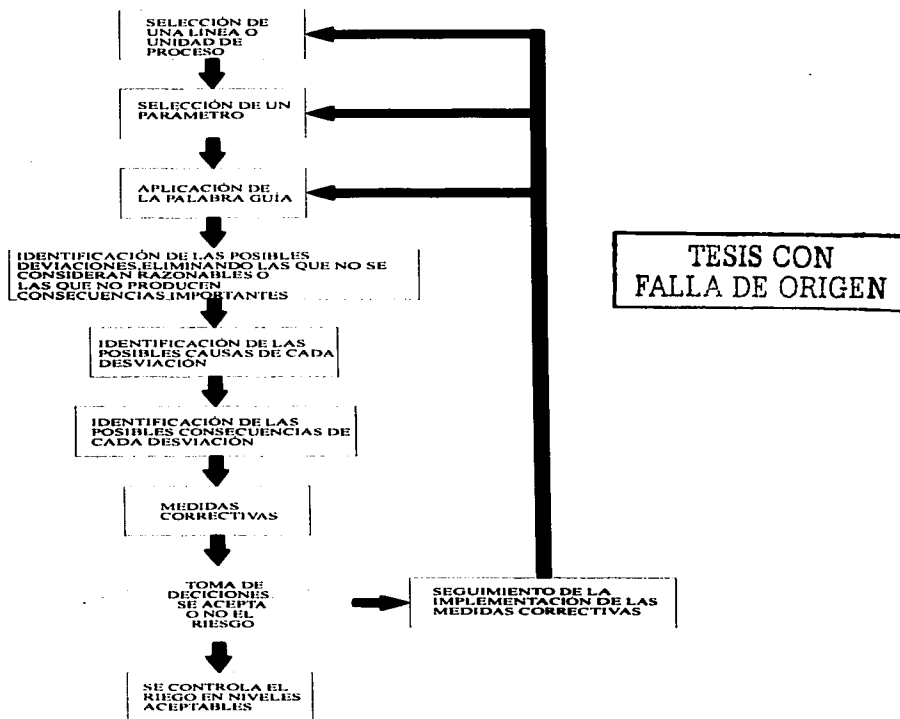 SELECCIÓN DE
UNA LÍNEA O
UNIDAD DE
PROCESO
SELECCIÓN DE UN
PARÁMETRO
APLICACIÓN DE
LA PALABRA GUÍA
IDENTIFICACIÓN DE LAS POSIBLES
DEVIACIONES, ELIMINANDO LAS QUE NO SE
CONSIDERAN RAZONABLES O
LAS QUE NO PRODUCEN
CONSECUENCIAS IMPORTANTES
TESIS CON
FALLA DE ORIGEN
IDENTIFICACIÓN DE LAS
POSIBLES CAUSAS DE CADA
DESVIACIÓN
IDENTIFICACIÓN DE LAS
POSIBLES CONSECUENCIAS DE
CADA DESVIACIÓN
MEDIDAS
CORRECTIVAS
TOMA DE
DECICIONES.
SE ACEPTA
O NO EL
RIESGO
SEGUIMIENTO DE LA
IMPLEMENTACIÓN DE LAS
MEDIDAS CORRECTIVAS
SE CONTROLA EL
RIEGO EN NIVELES
ACEPTABLES